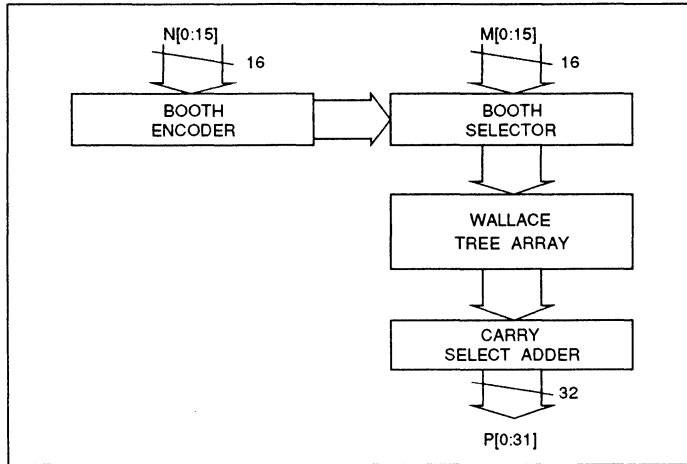 N[0:15]
16
M[0:15]
16
BOOTH
ENCODER
BOOTH
SELECTOR
WALLACE
TREE ARRAY
CARRY
SELECT ADDER
32
P[0:31]